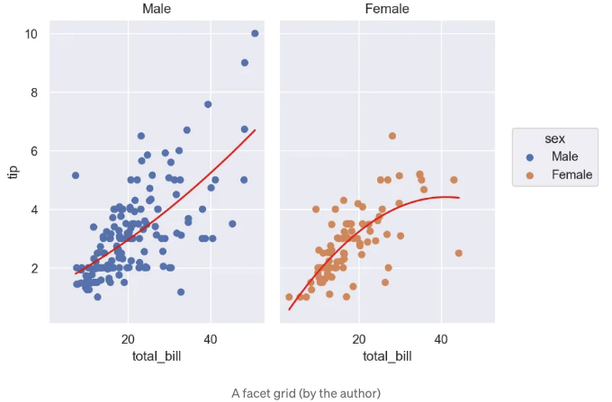 Male Female
10
8
6
4
2
tip
20 40 20 40
total_bill total_bill
sex
Male
Female
A facet grid (by the author)